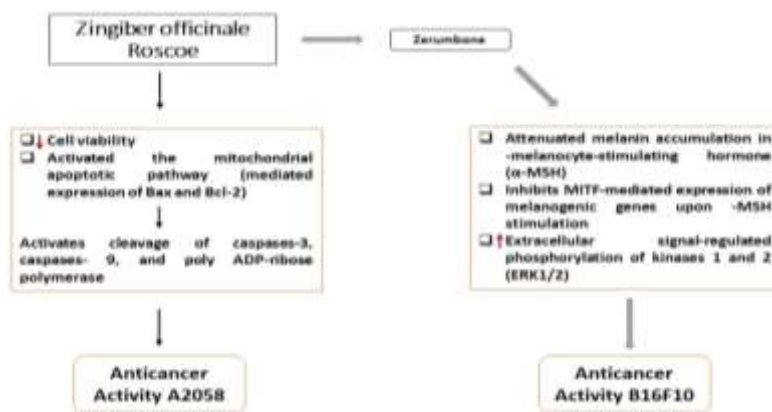 Zingiber officinale
Roscoe
Zerumbone
❑↓Cell viability
❑ Activated the mitochondrial
apoptotic pathway (mediated
expression of Bax and Bcl-2)
Activates cleavage of caspases-3,
caspases- 9, and poly ADP-ribose
polymerase
Anticancer
Activity A2058
❑ Attenuated melanin accumulation in
-melanocyte-stimulating hormone
(α-MSH)
❑ Inhibits MITF-mediated expression of
melanogenic genes upon -MSH
stimulation
❑↑Extracellular signal-regulated
phosphorylation of kinases 1 and 2
(ERK1/2)
Anticancer
Activity B16F10